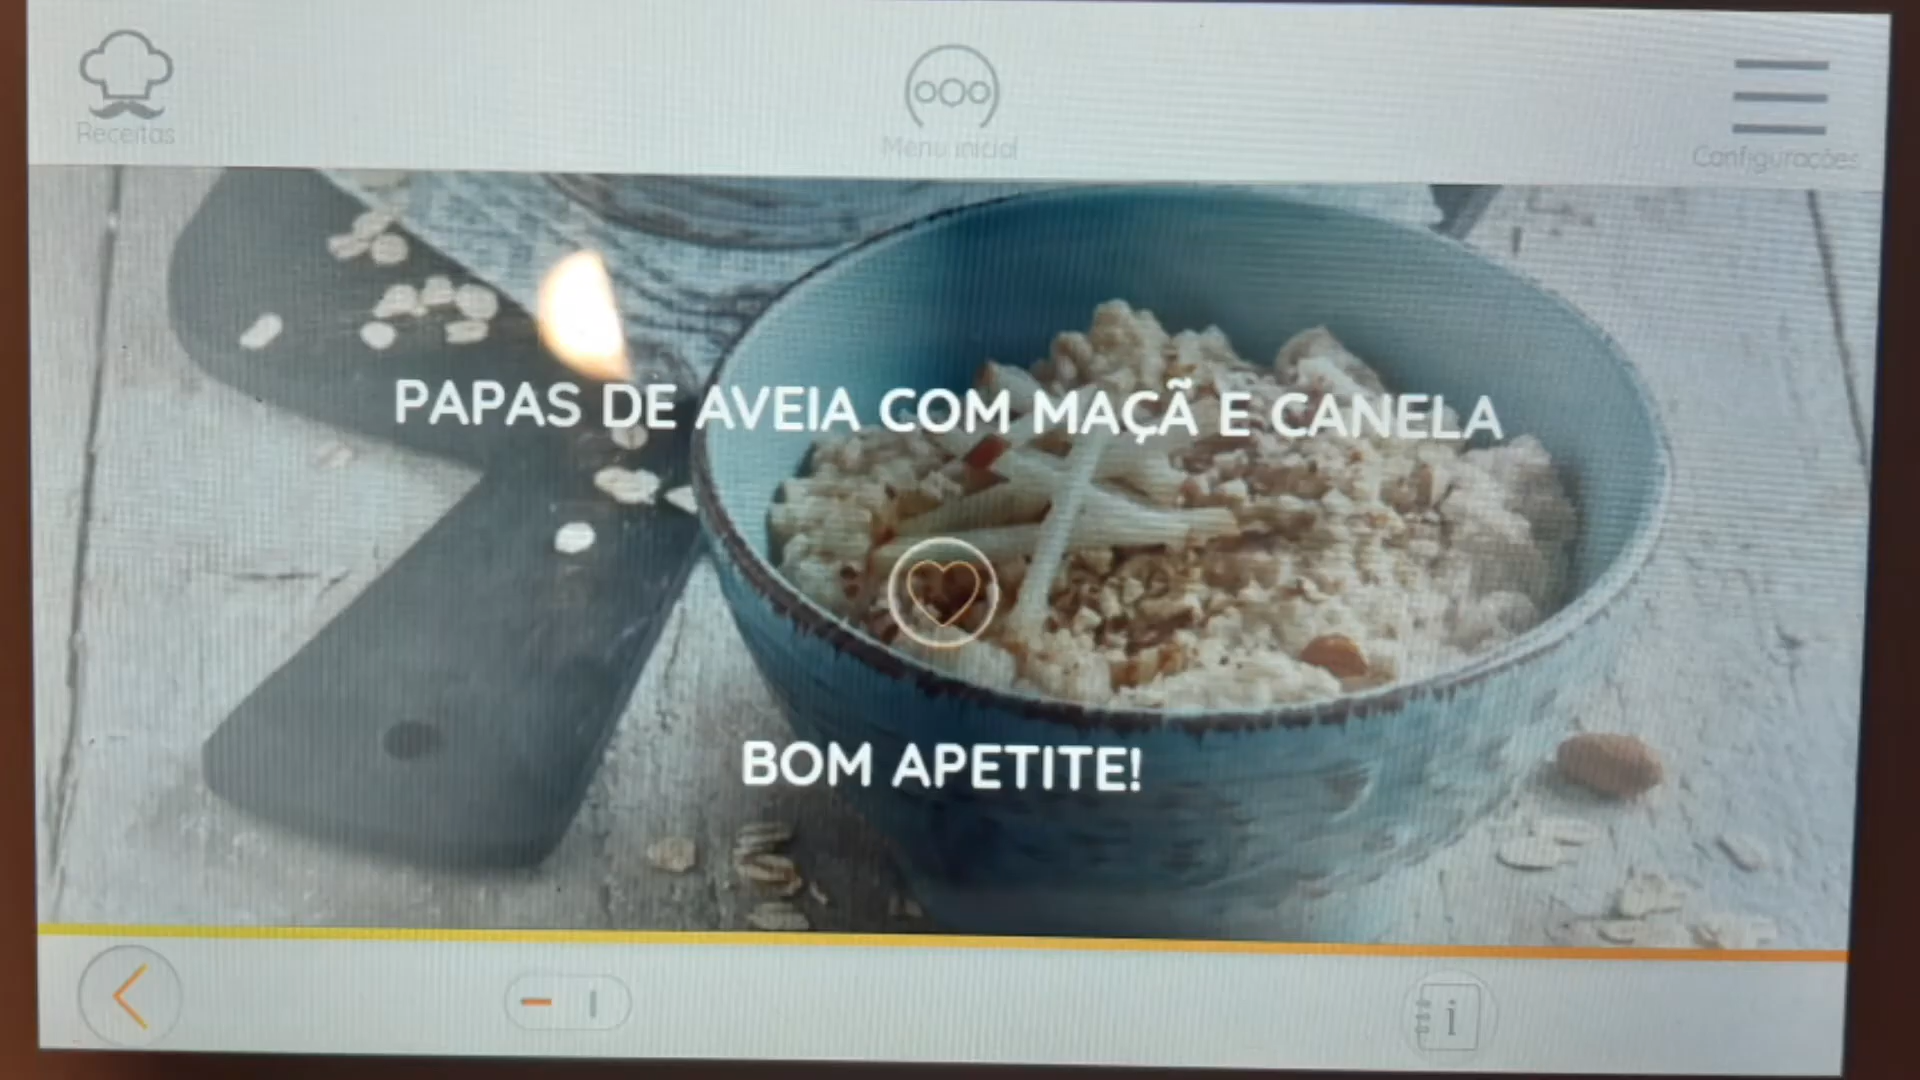 Receitas
Menu inicial
Configurações
PAPAS DE AVEIA COM MAÇÃ E CANELA
BOM APETITE!
i